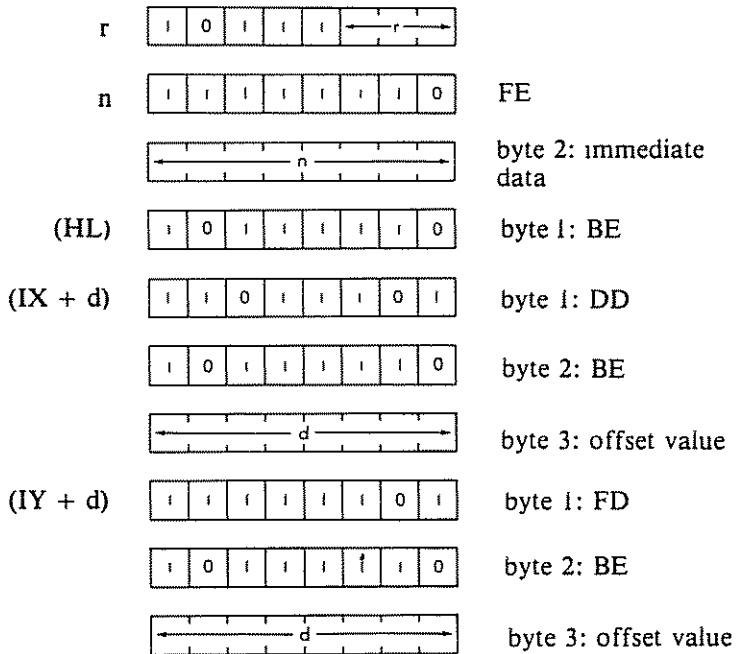 r 1 0 1 1 1 r
n 1 1 1 1 1 1 1 0 FE
n byte 2: immediate
data
(HL) 1 0 1 1 1 1 1 0 byte 1: BE
(IX + d) 1 1 0 1 1 1 0 1 byte 1: DD
1 0 1 1 1 1 1 0 byte 2: BE
d byte 3: offset value
(IY + d) 1 1 1 1 1 1 0 1 byte 1: FD
1 0 1 1 1 1 1 0 byte 2: BE
d byte 3: offset value